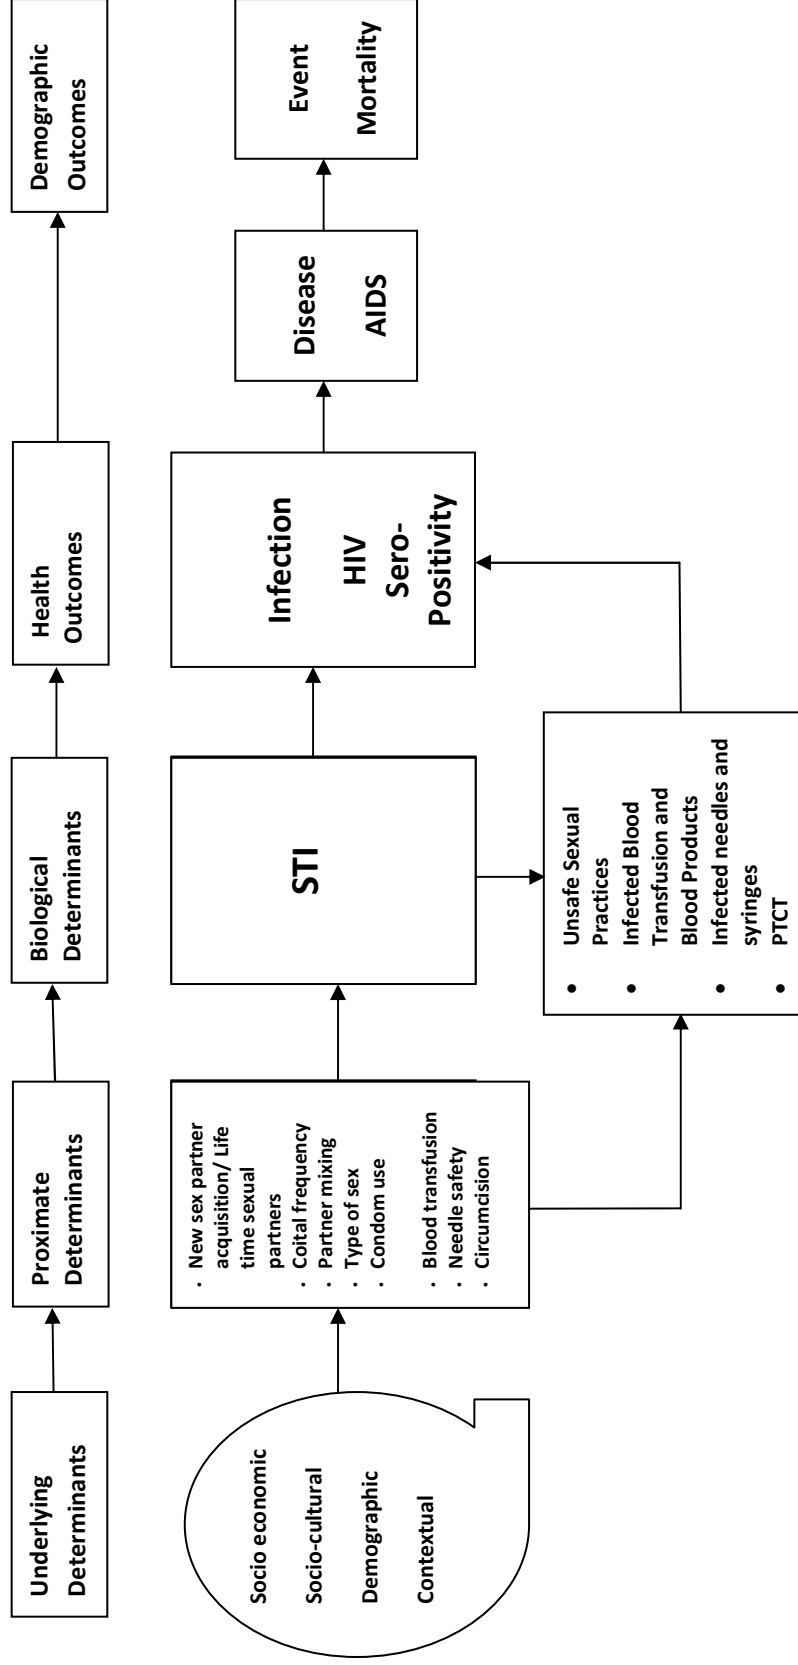 Underlying
Determinants
Proximate
Determinants
Biological
Determinants
Health
Outcomes
Demographic
Outcomes
Socio economic
Socio-cultural
Demographic
Contextual
· New sex partner
acquisition/ Life
time sexual
partners
· Coital frequency
· Partner mixing
· Type of sex
· Condom use
· Blood transfusion
· Needle safety
· Circumcision
STI
Infection
HIV
Sero-
Positivity
Disease
AIDS
Event
Mortality
• Unsafe Sexual
Practices
• Infected Blood
Transfusion and
Blood Products
• Infected needles and
syringes
• PTCT